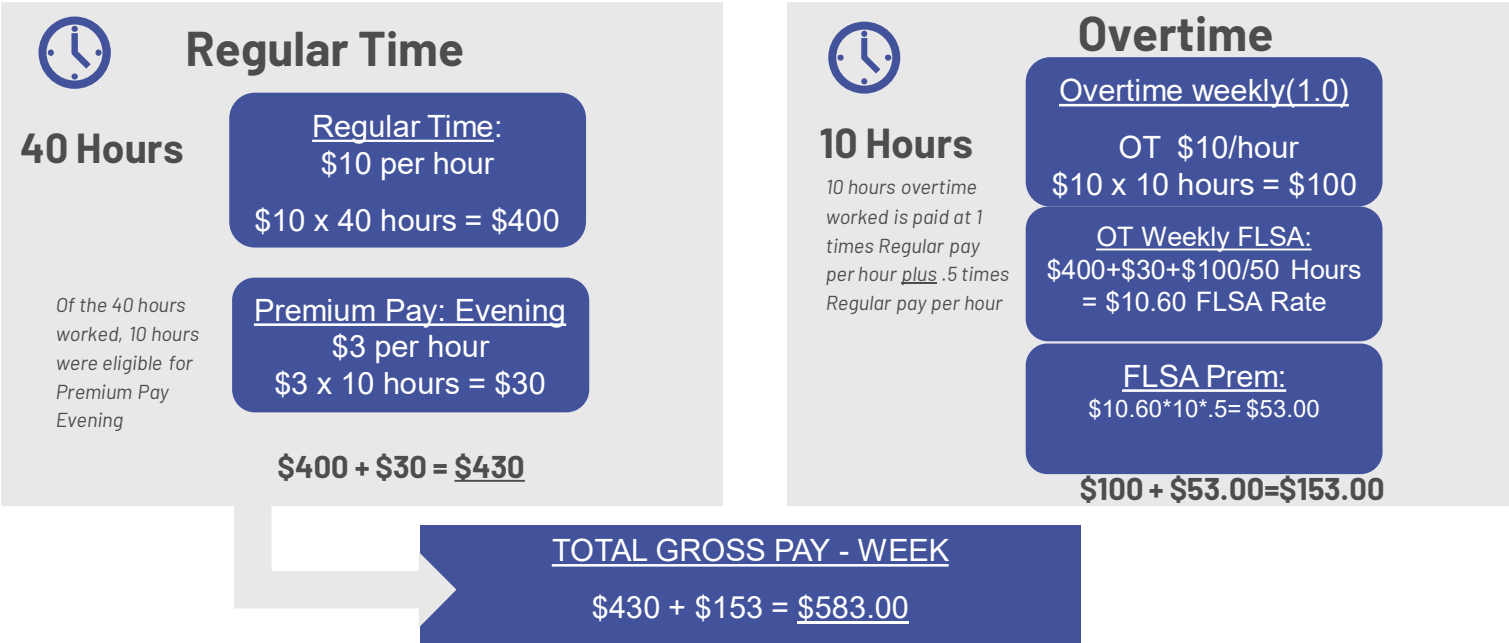 Regular Time
40 Hours
Regular Time:
$10 per hour
$10 x 40 hours = $400
Of the 40 hours
worked, 10 hours
were eligible for
Premium Pay
Evening
Premium Pay: Evening
$3 per hour
$3 x 10 hours = $30
$400 + $30 = $430
Overtime
10 Hours
10 hours overtime
worked is paid at 1
times Regular pay
per hour plus .5 times
Regular pay per hour
Overtime weekly(1.0)
OT $10/hour
$10 x 10 hours = $100
OT Weekly FLSA:
$400+$30+$100/50 Hours
= $10.60 FLSA Rate
FLSA Prem:
$10.60*10*.5= $53.00
$100 + $53.00=$153.00
TOTAL GROSS PAY - WEEK
$430 + $153 = $583.00